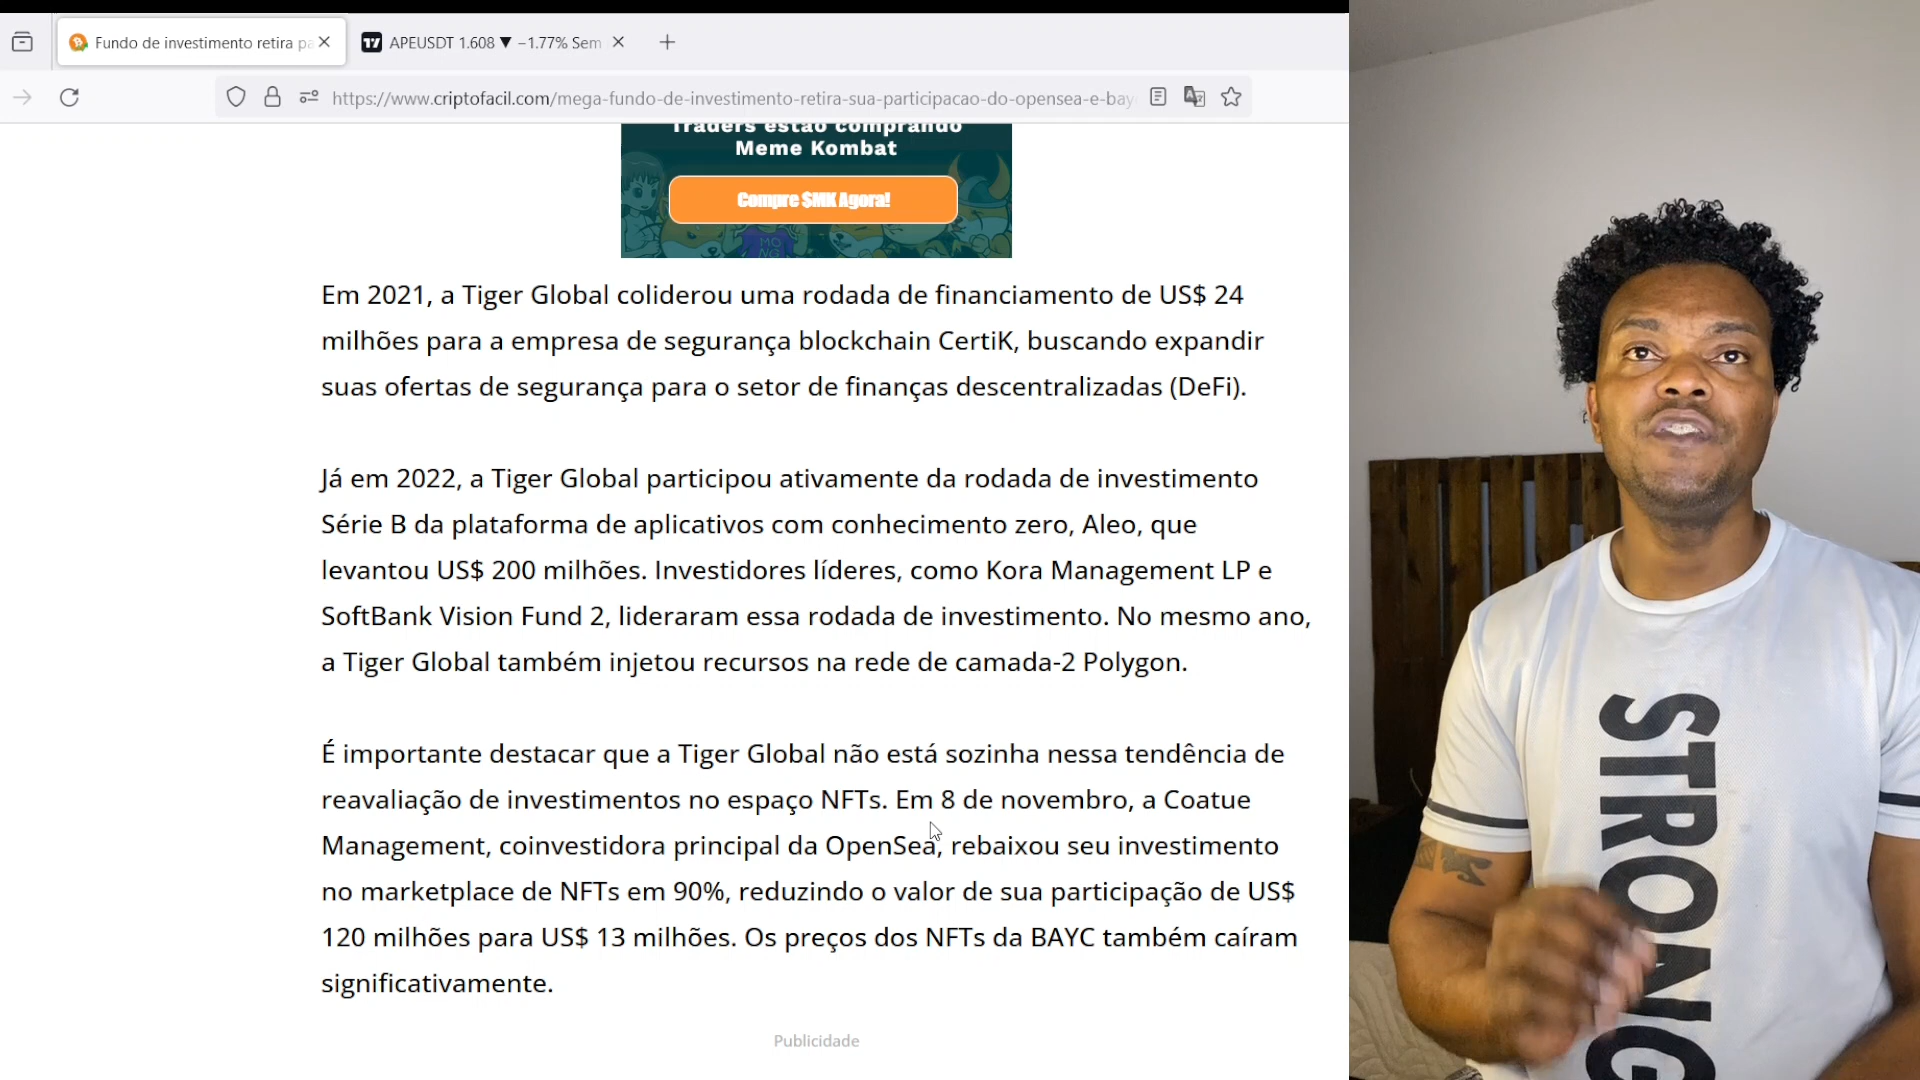 Fundo de investimento retira pa
APEUSDT 1.608 ▼ −1.77% Sem
https://www.criptofacil.com/mega-fundo-de-investimento-retira-sua-participacao-do-opensea-e-bay
Traders estão comprando
Meme Kombat
Compre $MK Agora!
Em 2021, a Tiger Global coliderou uma rodada de financiamento de US$ 24
milhões para a empresa de segurança blockchain CertiK, buscando expandir
suas ofertas de segurança para o setor de finanças descentralizadas (DeFi).
Já em 2022, a Tiger Global participou ativamente da rodada de investimento
Série B da plataforma de aplicativos com conhecimento zero, Aleo, que
levantou US$ 200 milhões. Investidores líderes, como Kora Management LP e
SoftBank Vision Fund 2, lideraram essa rodada de investimento. No mesmo ano,
a Tiger Global também injetou recursos na rede de camada-2 Polygon.
É importante destacar que a Tiger Global não está sozinha nessa tendência de
reavaliação de investimentos no espaço NFTs. Em 8 de novembro, a Coatue
Management, coinvestidora principal da OpenSea, rebaixou seu investimento
no marketplace de NFTs em 90%, reduzindo o valor de sua participação de US$
120 milhões para US$ 13 milhões. Os preços dos NFTs da BAYC também caíram
significativamente.
Publicidade
STRONG